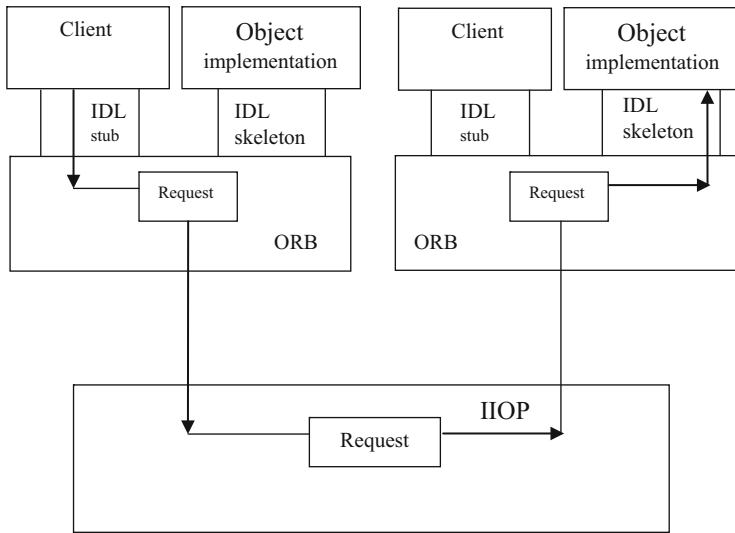 Client
Object
implementation
IDL
stub
IDL
skeleton
Request
ORB
Client
Object
implementation
IDL
stub
IDL
skeleton
Request
ORB
IIOP
Request